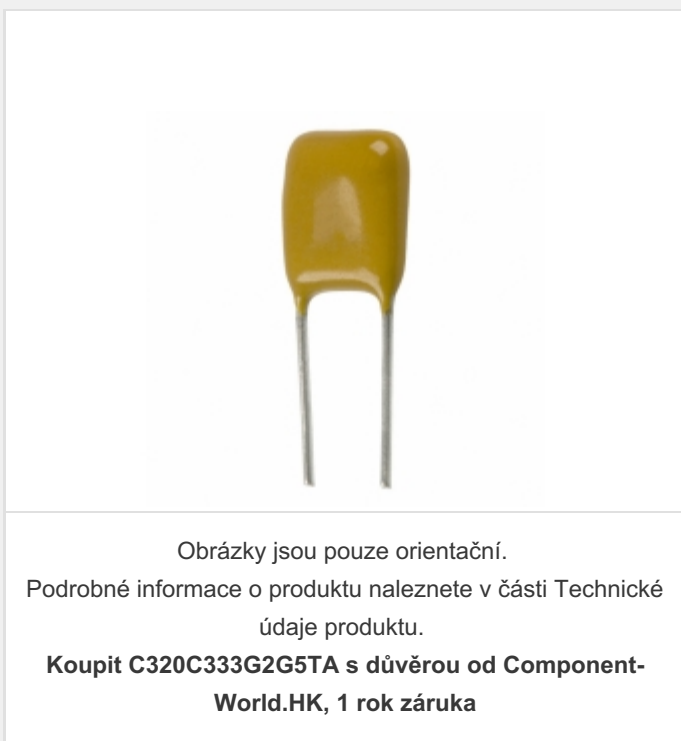 Obrázky jsou pouze orientační.
Podrobné informace o produktu naleznete v části Technické
údaje produktu.
Koupit C320C333G2G5TA s důvěrou od Component-
World.HK, 1 rok záruka